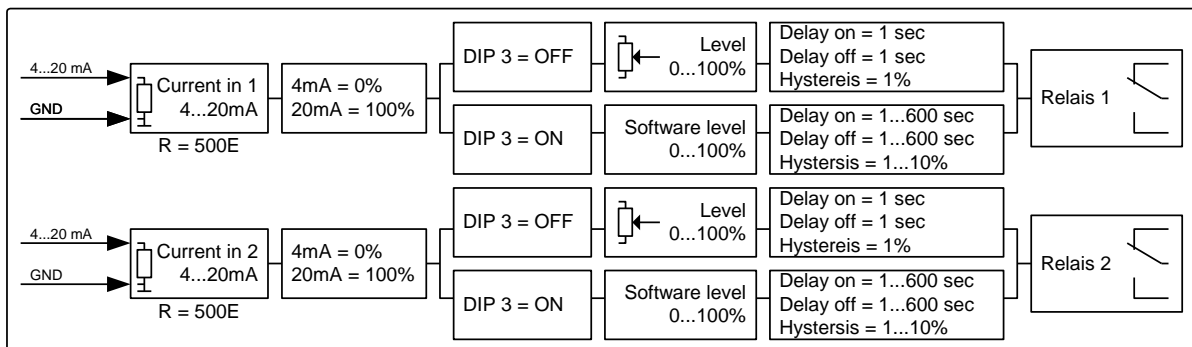 4...20 mA
GND
Current in 1
4...20mA
R = 500E
4mA = 0%
20mA = 100%
DIP 3 = OFF
Level
0...100%
Delay on = 1 sec
Delay off = 1 sec
Hystereis = 1%
DIP 3 = ON
Software level
0...100%
Delay on = 1...600 sec
Delay off = 1...600 sec
Hystersis = 1...10%
Relais 1
4...20 mA
GND
Current in 2
4...20mA
R = 500E
4mA = 0%
20mA = 100%
DIP 3 = OFF
Level
0...100%
Delay on = 1 sec
Delay off = 1 sec
Hystereis = 1%
DIP 3 = ON
Software level
0...100%
Delay on = 1...600 sec
Delay off = 1...600 sec
Hystersis = 1...10%
Relais 2